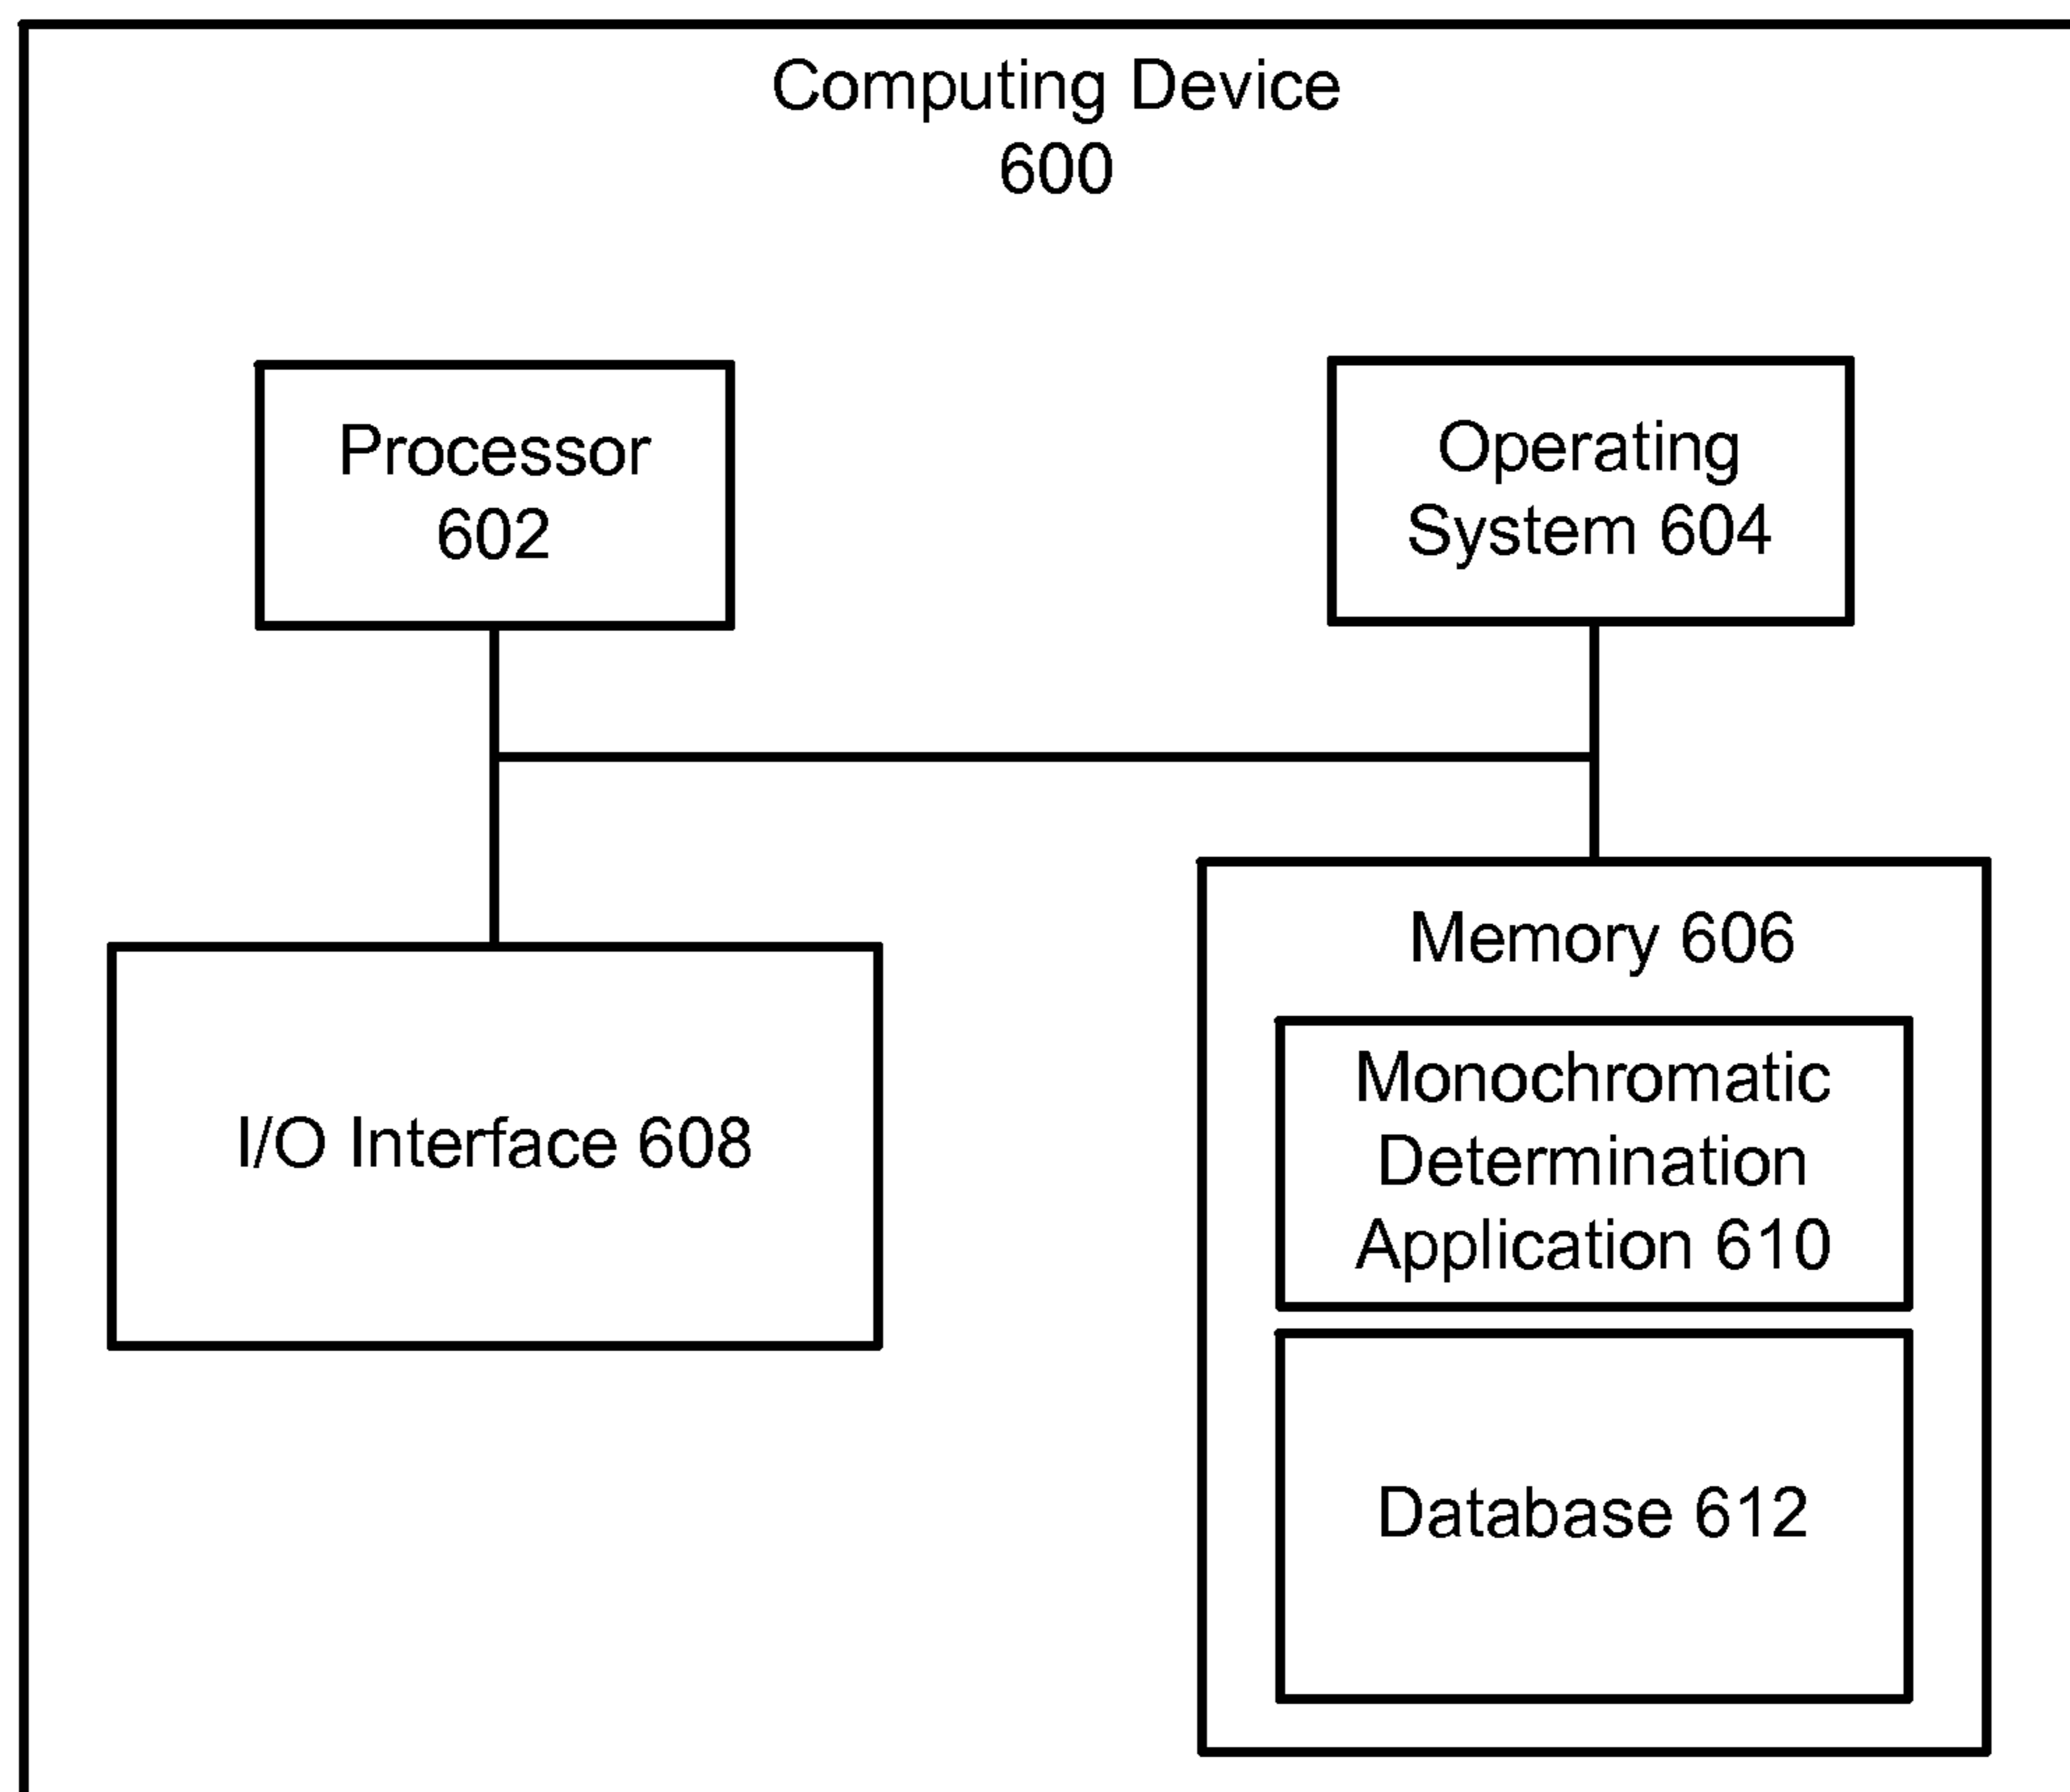 Computing Device
600
Processor
602
Operating
System 604
I/O Interface 608
Memory 606
Monochromatic
Determination
Application 610
Database 612